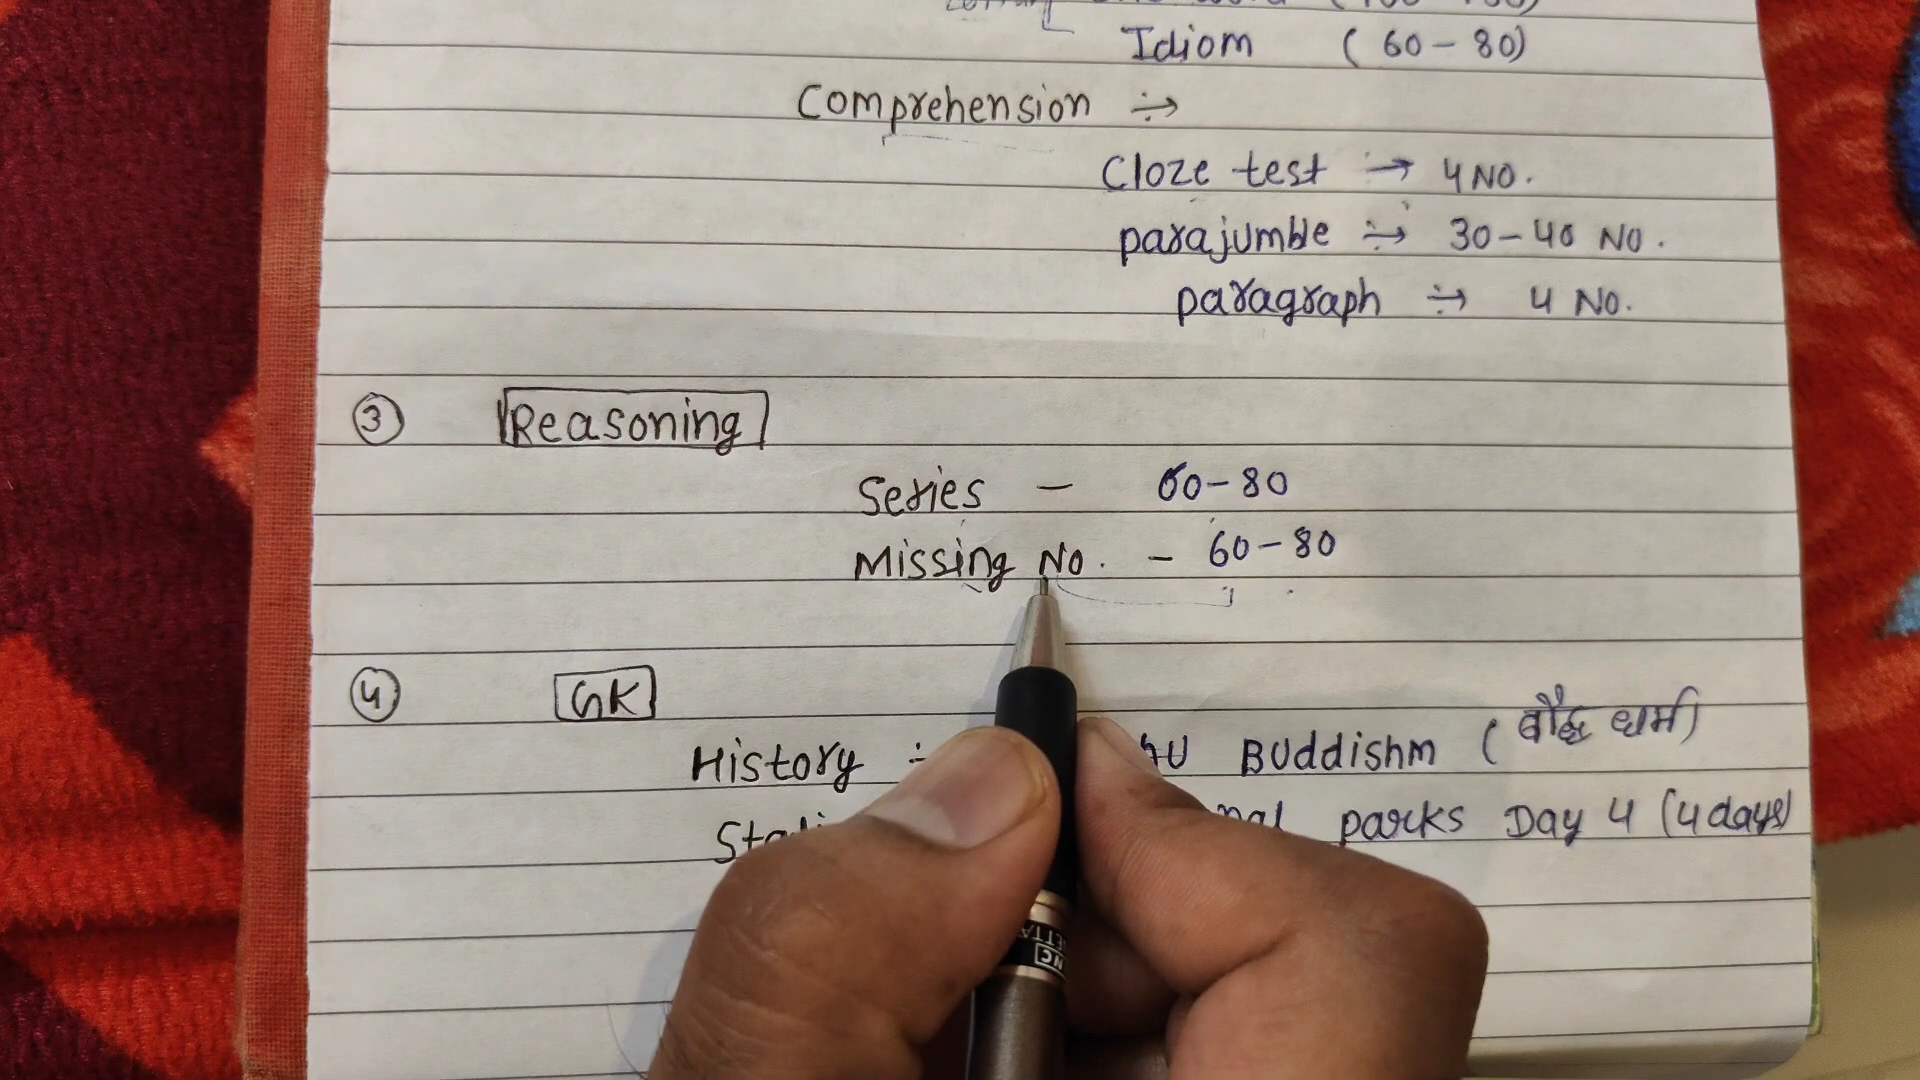 Idiom (60-80)
Comprehension ÷→
Cloze test → 4 NO.
parajumble ÷→ 30-40 NO.
paragraph ÷→ 4 NO.
③ Reasoning
Series - 60-80
Missing No. - 60-80
④ GK
History ÷ Buddishm (बौद्ध धर्म)
parks Day 4 (4 days)